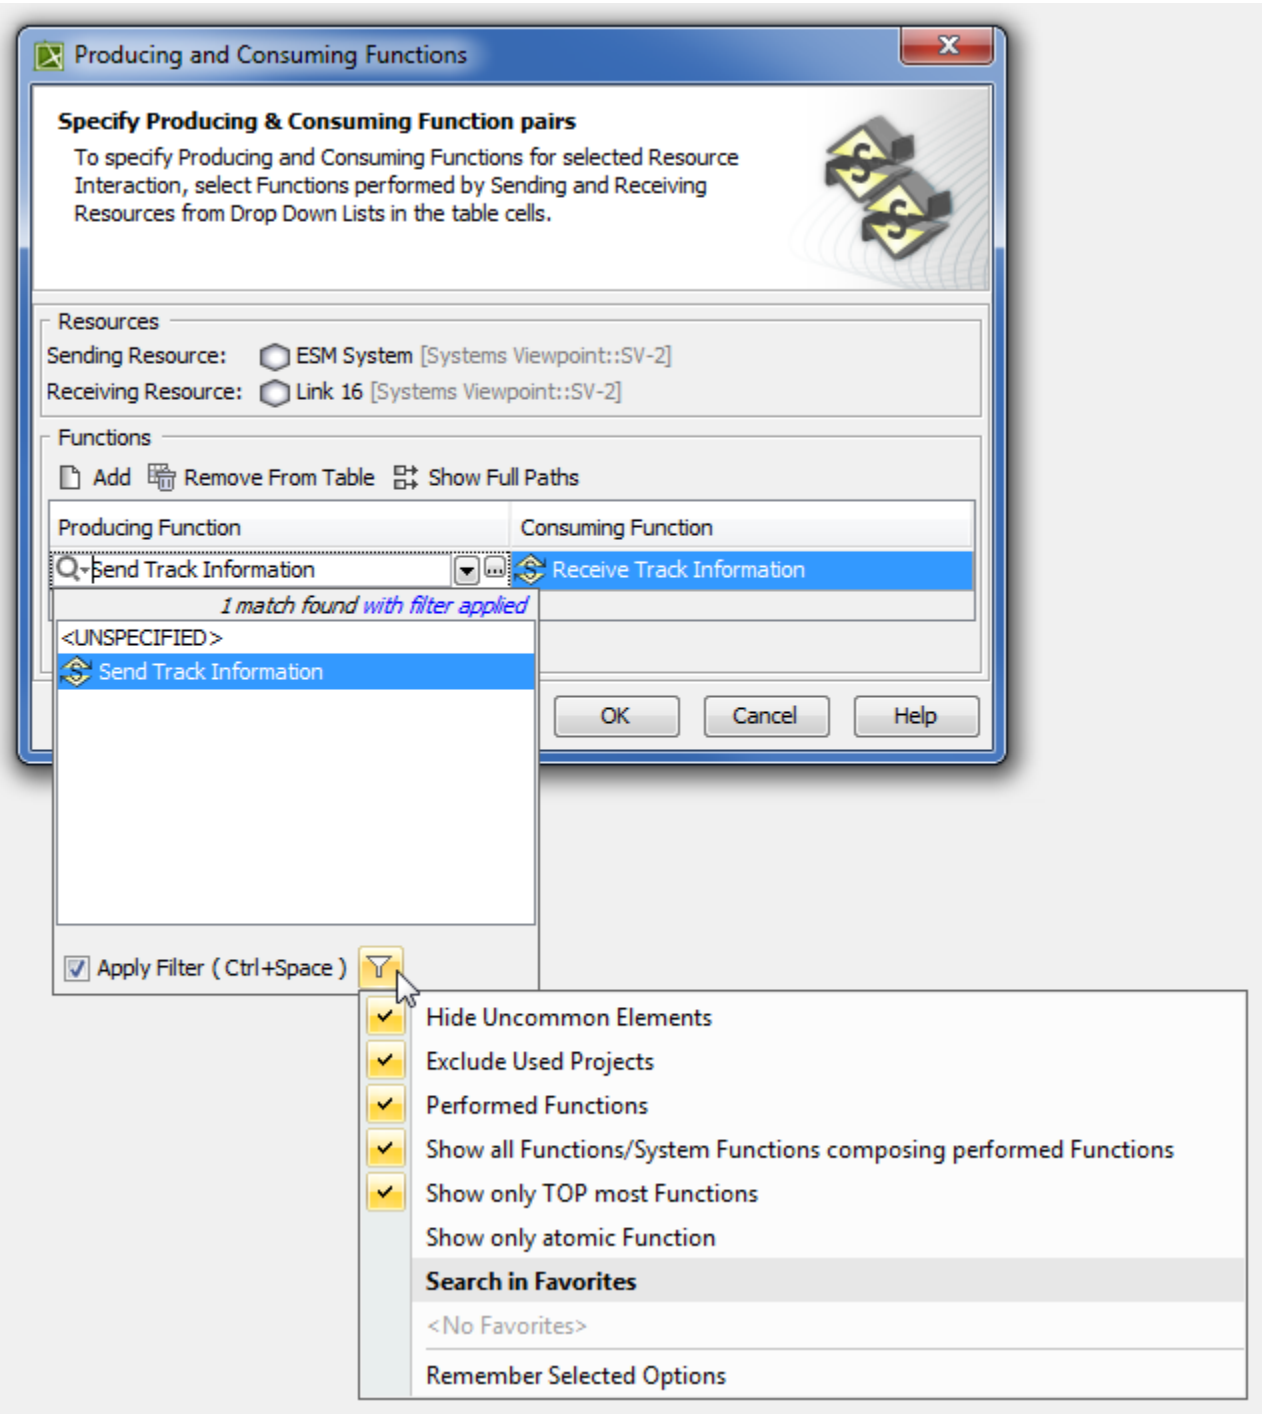 Producing and Consuming Functions
Specify Producing & Consuming Function pairs
To specify Producing and Consuming Functions for selected Resource
Interaction, select Functions performed by Sending and Receiving
Resources from Drop Down Lists in the table cells.
Resources
Sending Resource: ESM System [Systems Viewpoint::SV-2]
Receiving Resource: Link 16 [Systems Viewpoint::SV-2]
Functions
Add Remove From Table Show Full Paths
Producing Function Consuming Function
Send Track Information ... Receive Track Information
1 match found with filter applied
<UNSPECIFIED>
Send Track Information
OK Cancel Help
Apply Filter ( Ctrl+Space )
Hide Uncommon Elements
Exclude Used Projects
Performed Functions
Show all Functions/System Functions composing performed Functions
Show only TOP most Functions
Show only atomic Function
Search in Favorites
<No Favorites>
Remember Selected Options